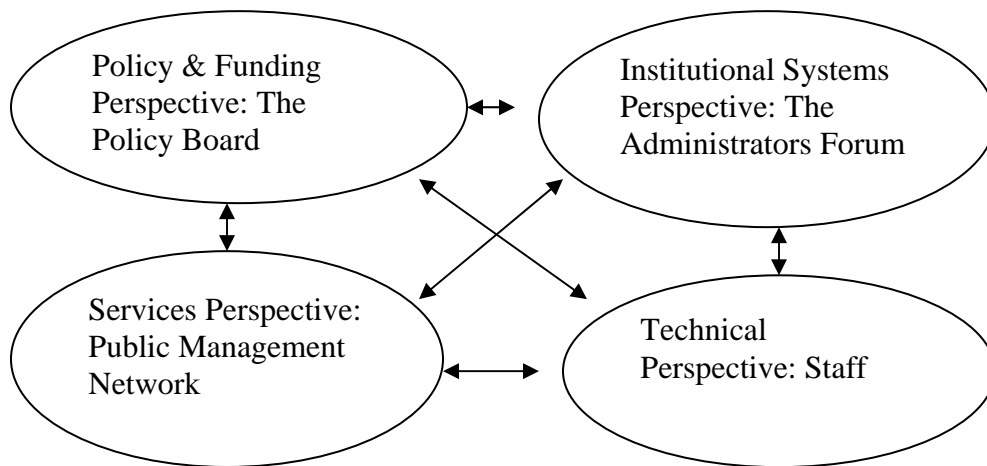 Policy & Funding
Perspective: The
Policy Board
Institutional Systems
Perspective: The
Administrators Forum
Services Perspective:
Public Management
Network
Technical
Perspective: Staff